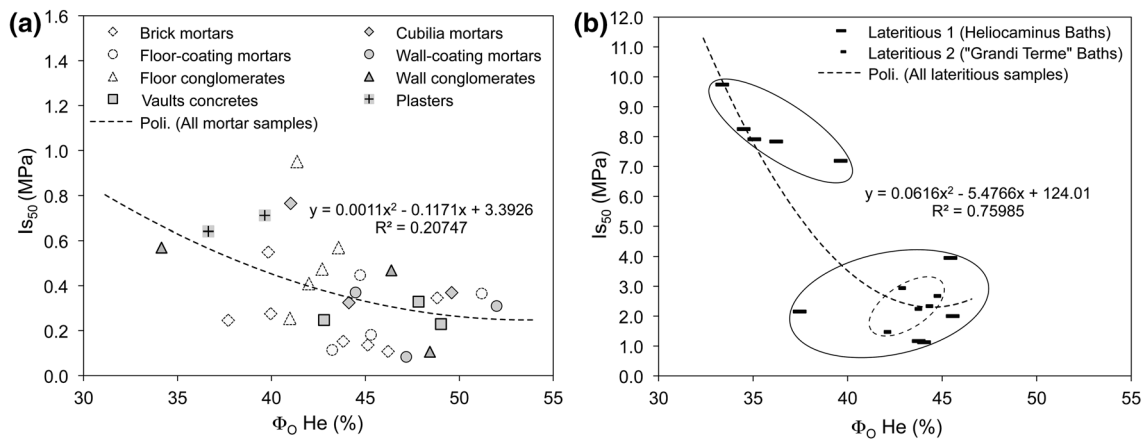 (a)
1.6
1.4
1.2
1.0
0.8
0.6
0.4
0.2
0.0
Is50 (MPa)
Brick mortars
Cubilia mortars
Floor-coating mortars
Wall-coating mortars
Floor conglomerates
Wall conglomerates
Vaults concretes
Plasters
Poli. (All mortar samples)
y = 0.0011x² - 0.1171x + 3.3926
R² = 0.20747
30 35 40 45 50 55
ΦO He (%)
(b)
12.0
11.0
10.0
9.0
8.0
7.0
6.0
5.0
4.0
3.0
2.0
1.0
0.0
Is50 (MPa)
Lateritious 1 (Heliocaminus Baths)
Lateritious 2 ("Grandi Terme" Baths)
Poli. (All lateritious samples)
y = 0.0616x² - 5.4766x + 124.01
R² = 0.75985
30 35 40 45 50 55
ΦO He (%)